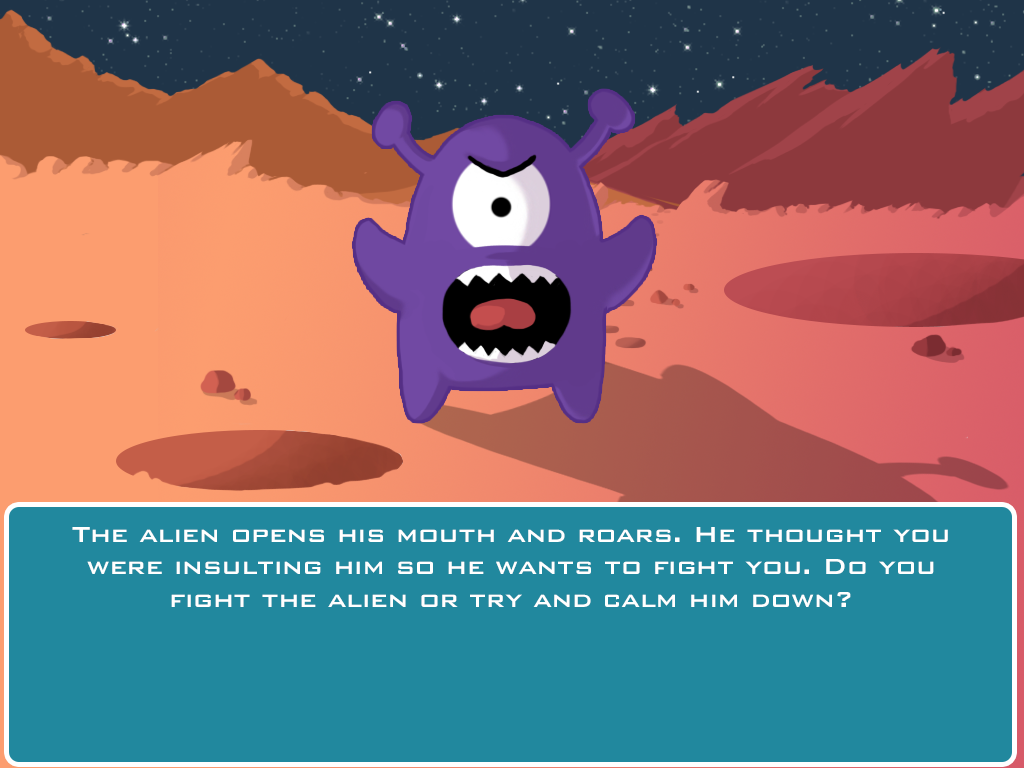 The alien opens his mouth and roars. He thought you
were insulting him so he wants to fight you. Do you
fight the alien or try and calm him down?